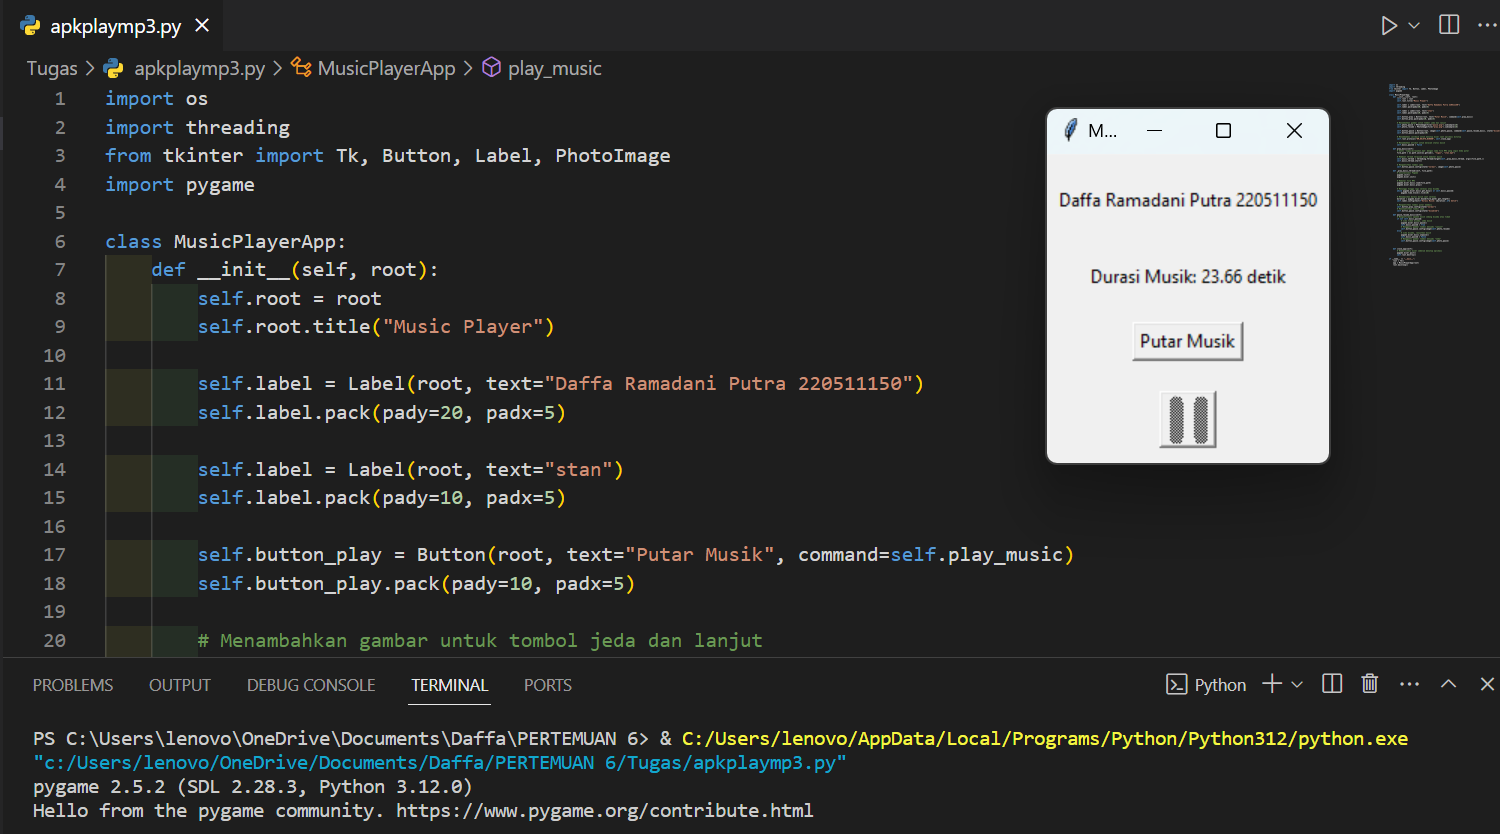 apkplaymp3.py
Tugas > apkplaymp3.py > MusicPlayerApp > play_music
1 import os
2 import threading
3 from tkinter import Tk, Button, Label, PhotoImage
4 import pygame
5
6 class MusicPlayerApp:
7 def __init__(self, root):
8 self.root = root
9 self.root.title("Music Player")
10
11 self.label = Label(root, text="Daffa Ramadani Putra 220511150")
12 self.label.pack(pady=20, padx=5)
13
14 self.label = Label(root, text="stan")
15 self.label.pack(pady=10, padx=5)
16
17 self.button_play = Button(root, text="Putar Musik", command=self.play_music)
18 self.button_play.pack(pady=10, padx=5)
19
20 # Menambahkan gambar untuk tombol jeda dan lanjut
M...
Daffa Ramadani Putra 220511150
Durasi Musik: 23.66 detik
Putar Musik
PROBLEMS OUTPUT DEBUG CONSOLE TERMINAL PORTS
Python
PS C:\Users\lenovo\OneDrive\Documents\Daffa\PERTEMUAN 6> & C:/Users/lenovo/AppData/Local/Programs/Python/Python312/python.exe
"c:/Users/lenovo/OneDrive/Documents/Daffa/PERTEMUAN 6/Tugas/apkplaymp3.py"
pygame 2.5.2 (SDL 2.28.3, Python 3.12.0)
Hello from the pygame community. https://www.pygame.org/contribute.html